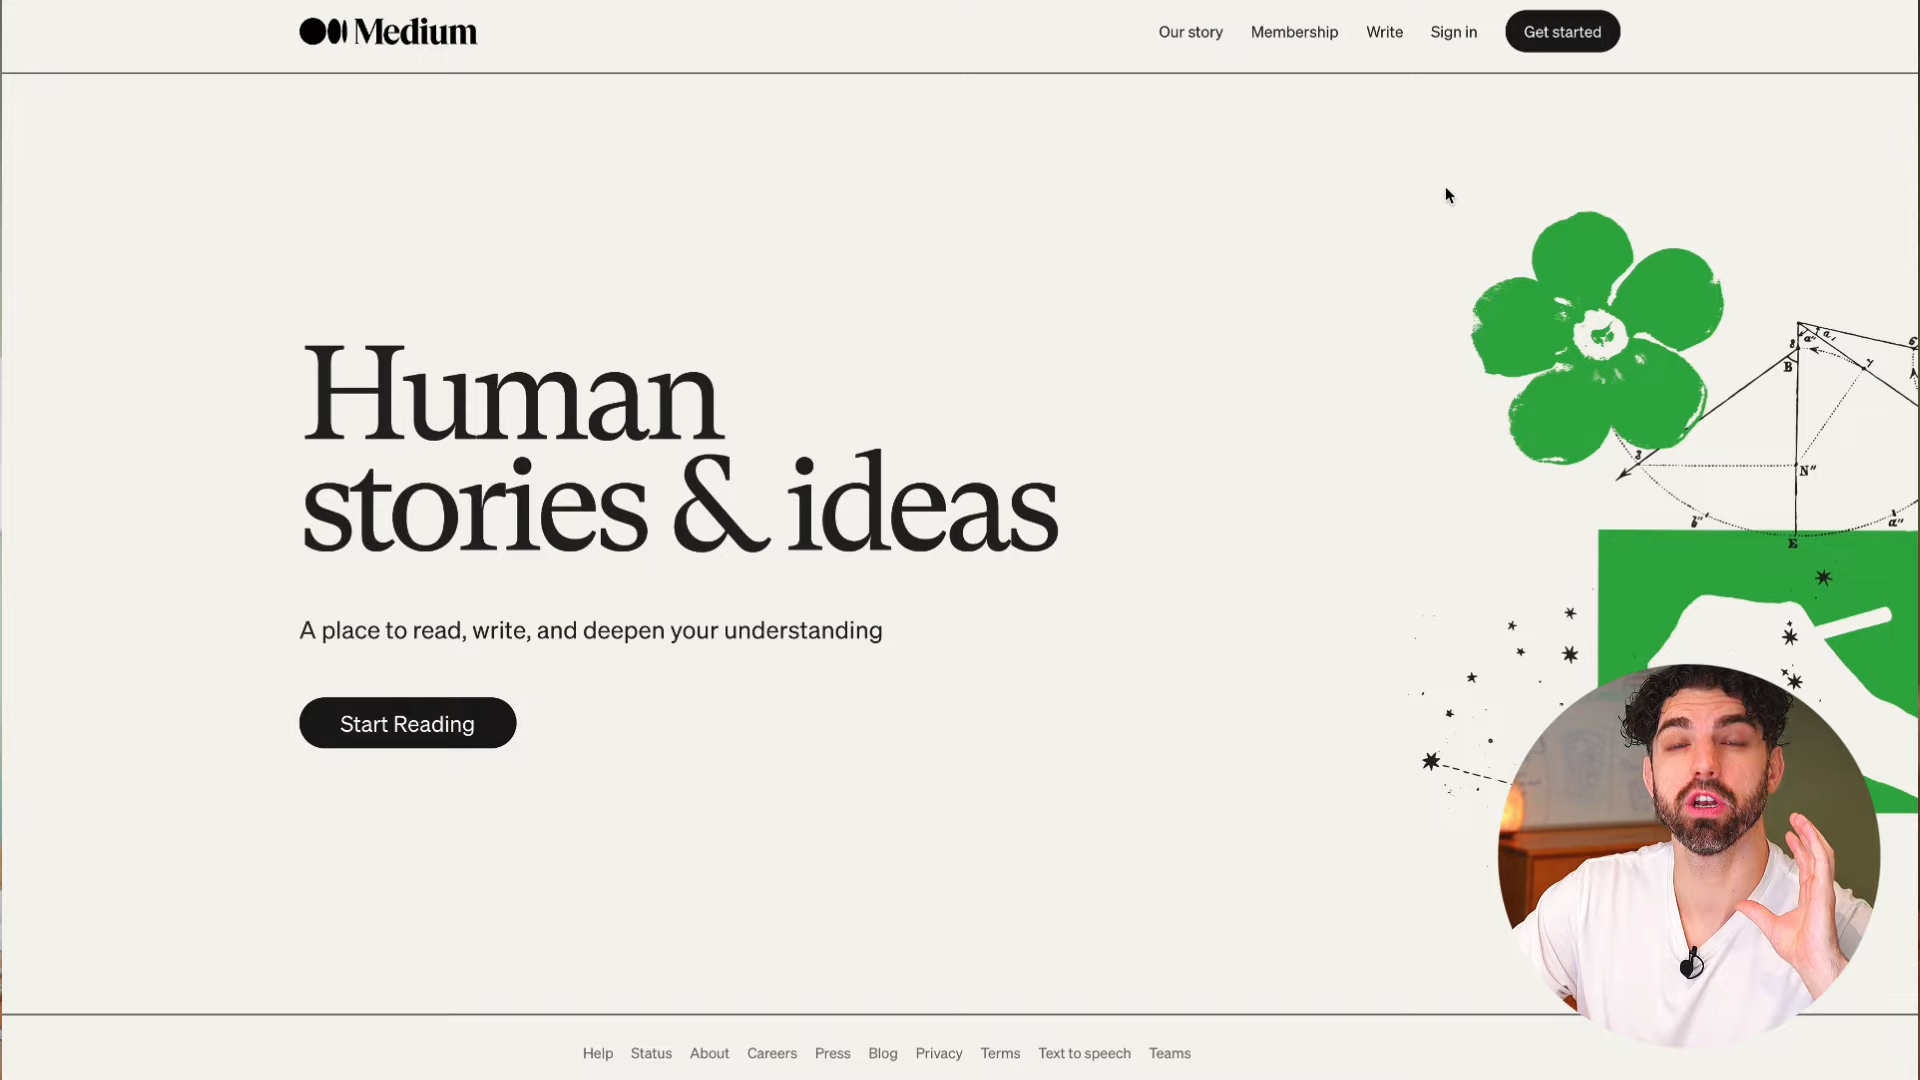 Medium
Our story
Membership
Write
Sign in
Get started
Human
stories & ideas
A place to read, write, and deepen your understanding
Start Reading
B
N"
b"
a"
E
Help
Status
About
Careers
Press
Blog
Privacy
Terms
Text to speech
Teams